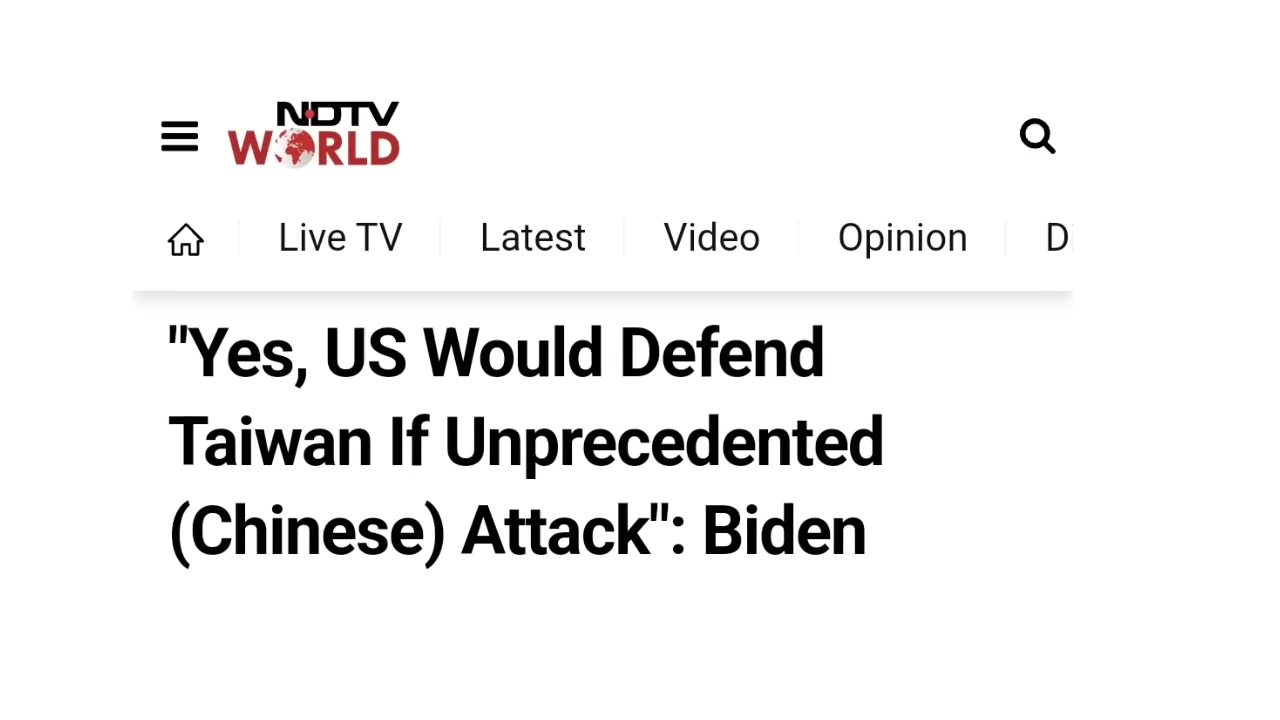 NDTV
WORLD
Live TV Latest Video Opinion D
"Yes, US Would Defend
Taiwan If Unprecedented
(Chinese) Attack": Biden